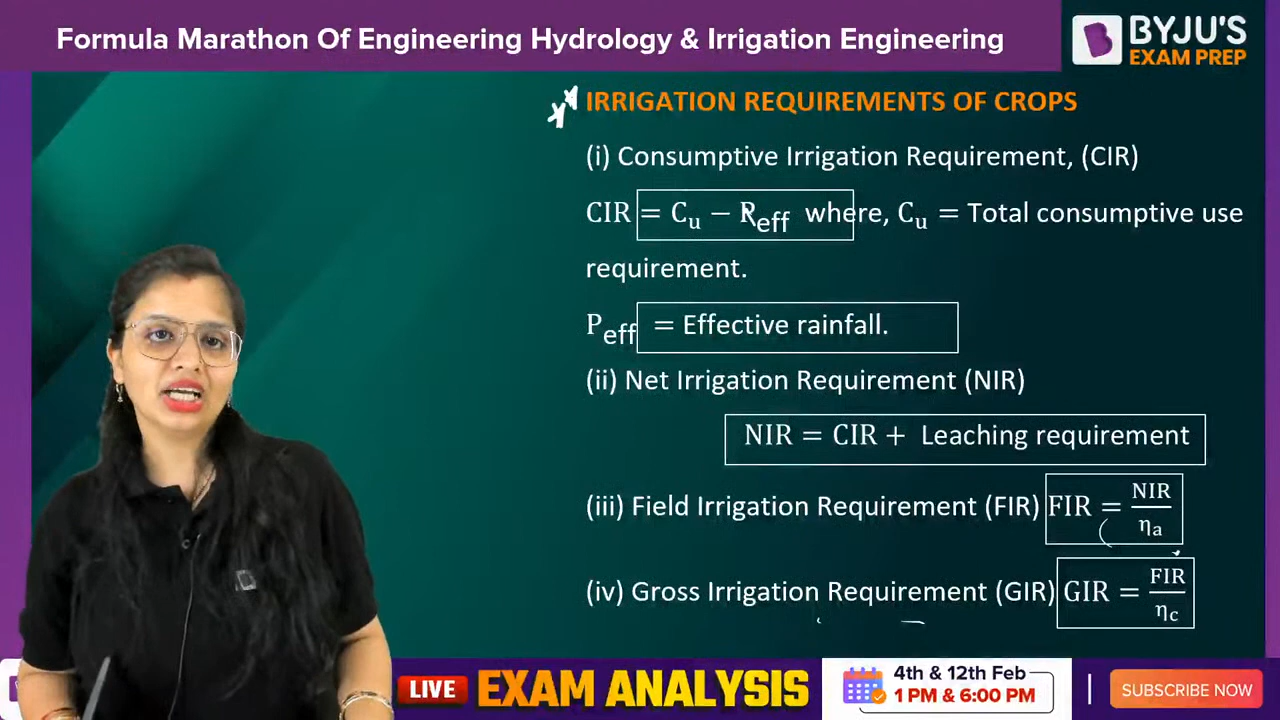 Formula Marathon Of Engineering Hydrology & Irrigation Engineering
BYJU'S
EXAM PREP
IRRIGATION REQUIREMENTS OF CROPS
(i) Consumptive Irrigation Requirement, (CIR)
CIR = Cᵤ − R_eff where, Cᵤ = Total consumptive use
requirement.
P_eff = Effective rainfall.
(ii) Net Irrigation Requirement (NIR)
NIR = CIR + Leaching requirement
(iii) Field Irrigation Requirement (FIR) FIR = NIR/ηₐ
(iv) Gross Irrigation Requirement (GIR) GIR = FIR/η_c
LIVE EXAM ANALYSIS
4th & 12th Feb
1 PM & 6:00 PM
SUBSCRIBE NOW